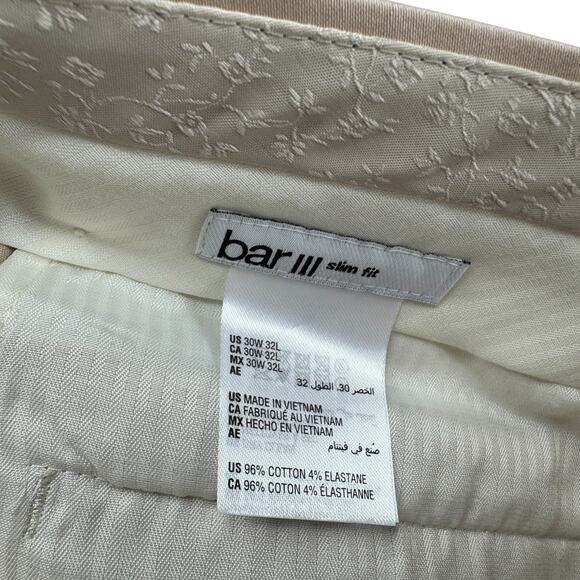 bar III slim fit
US 30W 32L
CA 30W 32L
MX 30W 32L
AE الخصر 30، الطول 32
US MADE IN VIETNAM
CA FABRIQUÉ AU VIETNAM
MX HECHO EN VIETNAM
AE صُنع في فيتنام
US 96% COTTON 4% ELASTANE
CA 96% COTON 4% ÉLASTHANNE